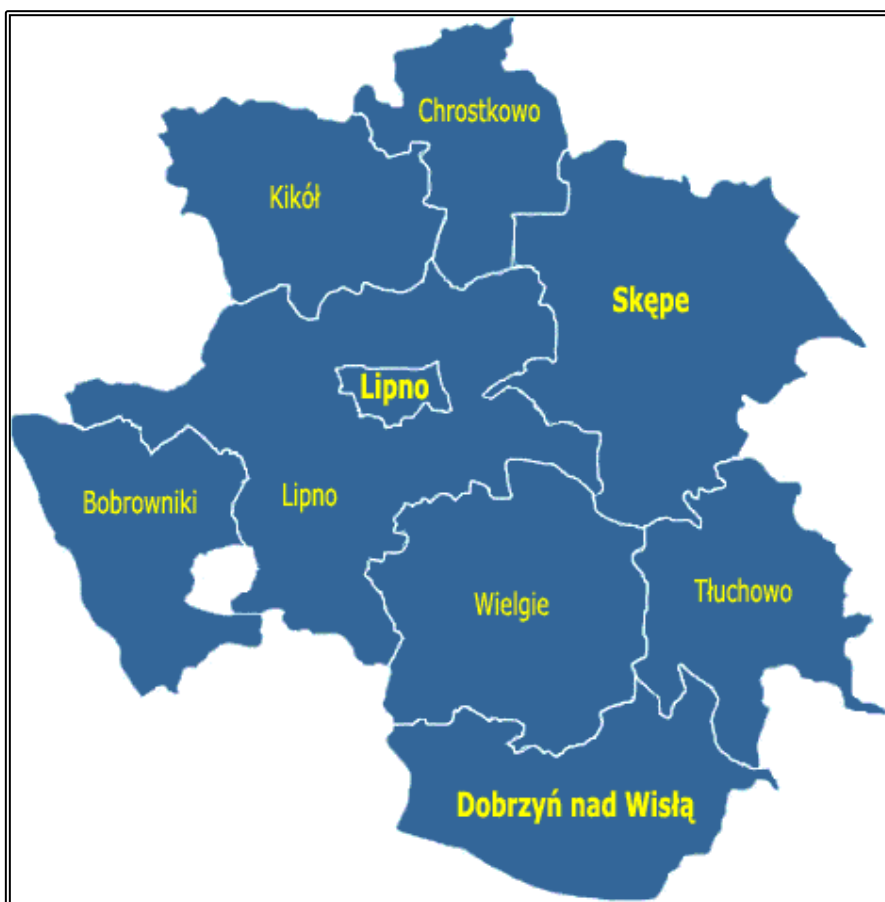 Chrostkowo
Kikół
Skępe
Lipno
Bobrowniki
Lipno
Wielgie
Tłuchowo
Dobrzyń nad Wisłą